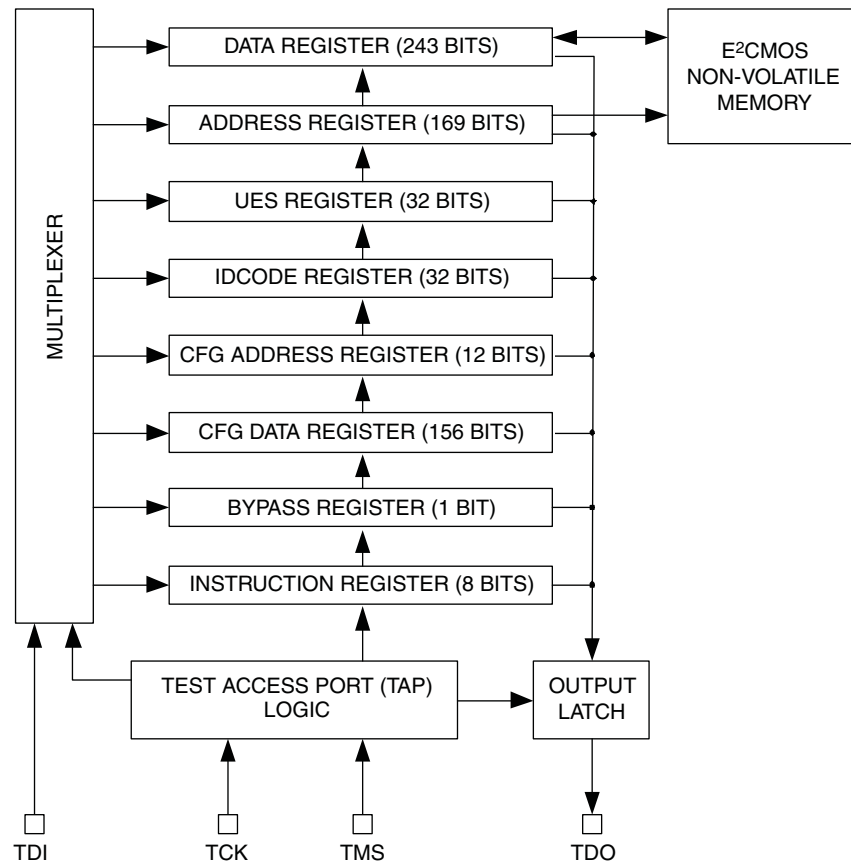 DATA REGISTER (243 BITS)
E²CMOS
NON-VOLATILE
MEMORY
ADDRESS REGISTER (169 BITS)
UES REGISTER (32 BITS)
MULTIPLEXER
IDCODE REGISTER (32 BITS)
CFG ADDRESS REGISTER (12 BITS)
CFG DATA REGISTER (156 BITS)
BYPASS REGISTER (1 BIT)
INSTRUCTION REGISTER (8 BITS)
TEST ACCESS PORT (TAP)
LOGIC
OUTPUT
LATCH
TDI
TCK
TMS
TDO